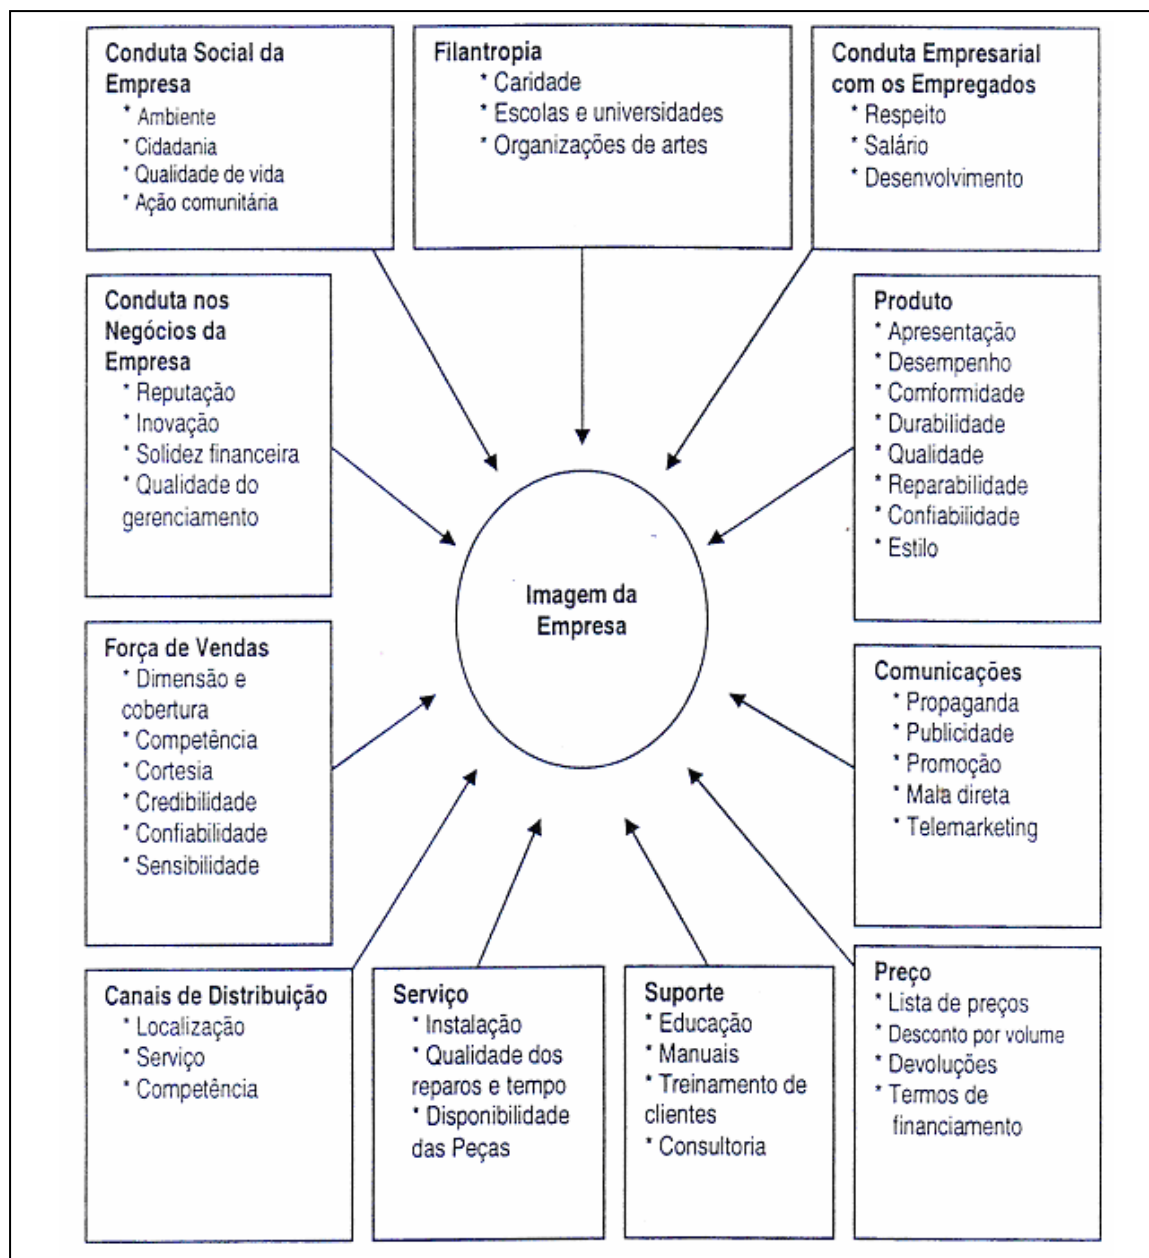 Conduta Social da
Empresa
* Ambiente
* Cidadania
* Qualidade de vida
* Ação comunitária
Filantropia
* Caridade
* Escolas e universidades
* Organizações de artes
Conduta Empresarial
com os Empregados
* Respeito
* Salário
* Desenvolvimento
Conduta nos
Negócios da
Empresa
* Reputação
* Inovação
* Solidez financeira
* Qualidade do
gerenciamento
Produto
* Apresentação
* Desempenho
* Comformidade
* Durabilidade
* Qualidade
* Reparabilidade
* Confiabilidade
* Estilo
Imagem da
Empresa
Força de Vendas
* Dimensão e
cobertura
* Competência
* Cortesia
* Credibilidade
* Confiabilidade
* Sensibilidade
Comunicações
* Propaganda
* Publicidade
* Promoção
* Mala direta
* Telemarketing
Canais de Distribuição
* Localização
* Serviço
* Competência
Serviço
* Instalação
* Qualidade dos
reparos e tempo
* Disponibilidade
das Peças
Suporte
* Educação
* Manuais
* Treinamento de
clientes
* Consultoria
Preço
* Lista de preços
* Desconto por volume
* Devoluções
* Termos de
financiamento